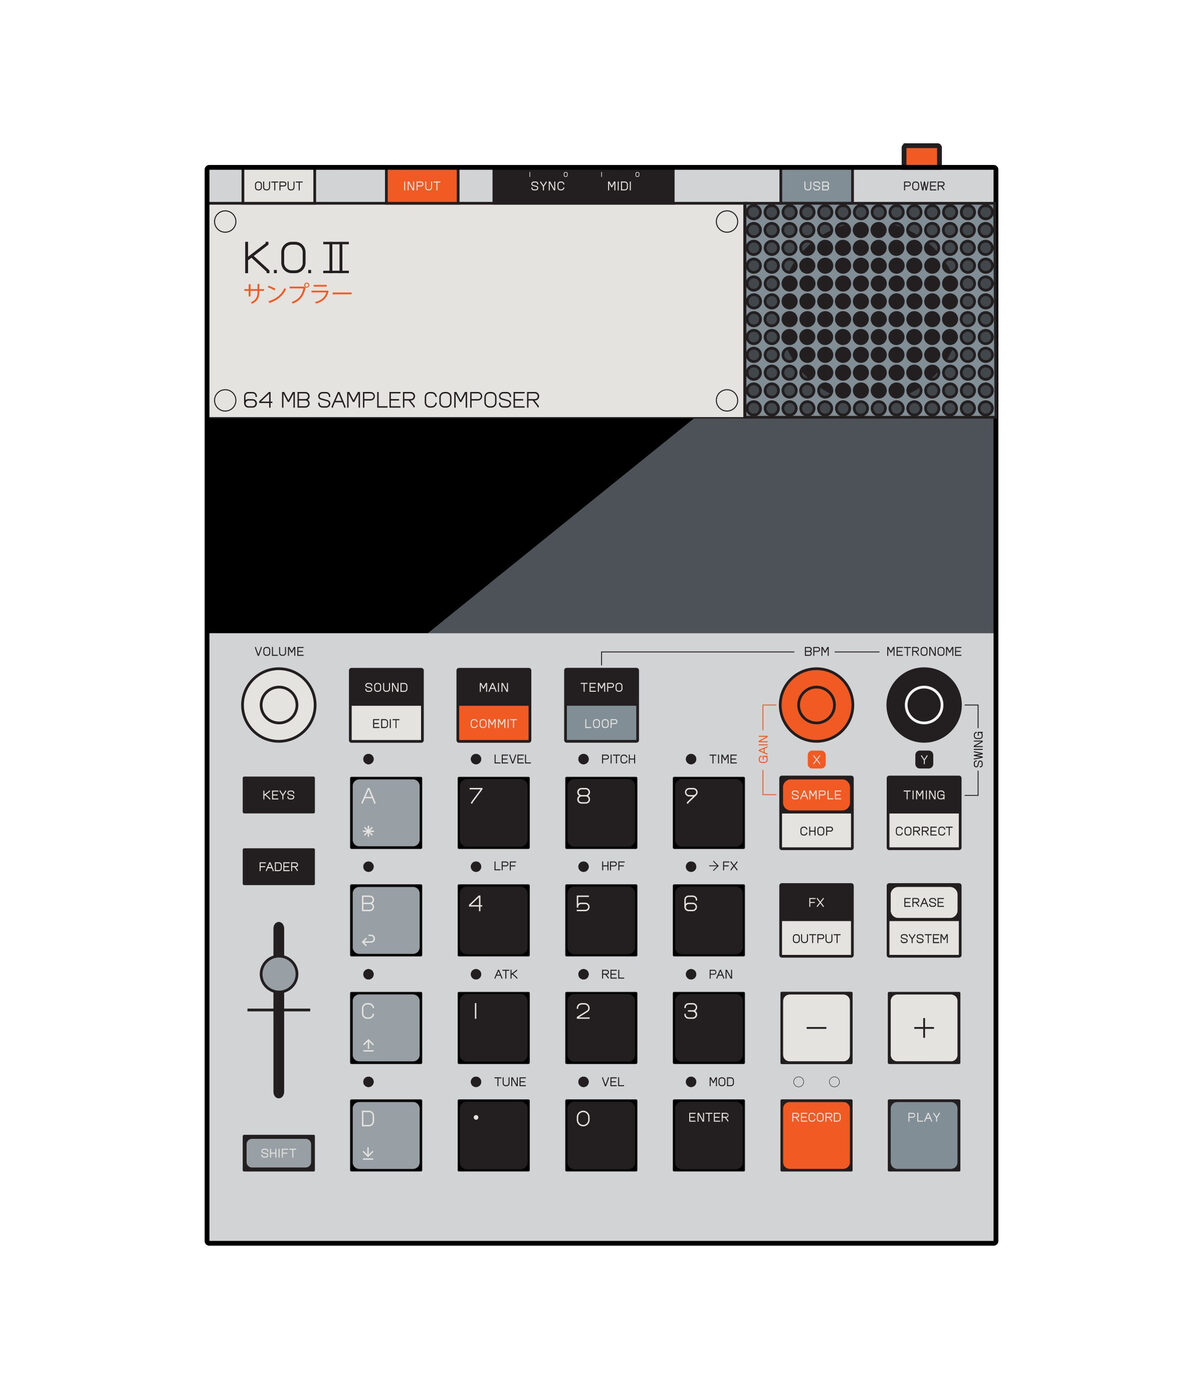 OUTPUT INPUT SYNC MIDI USB POWER
K.O. II
サンプラー
64 MB SAMPLER COMPOSER
VOLUME BPM METRONOME
SOUND MAIN TEMPO
EDIT COMMIT LOOP
GAIN SWING
LEVEL PITCH TIME X Y
KEYS A 7 8 9 SAMPLE TIMING
CHOP CORRECT
FADER LPF HPF →FX
B 4 5 6 FX ERASE
OUTPUT SYSTEM
ATK REL PAN
C 1 2 3 − +
TUNE VEL MOD
D . 0 ENTER RECORD PLAY
SHIFT